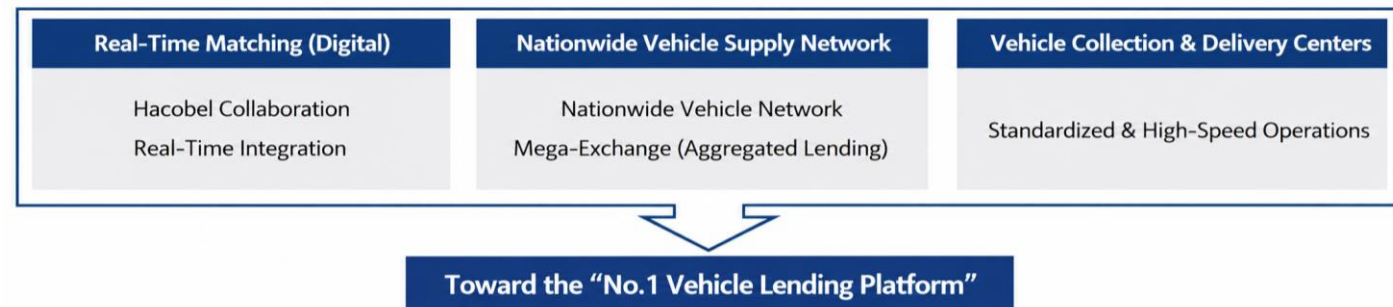 Real-Time Matching (Digital)
Hacobel Collaboration
Real-Time Integration
Nationwide Vehicle Supply Network
Nationwide Vehicle Network
Mega-Exchange (Aggregated Lending)
Vehicle Collection & Delivery Centers
Standardized & High-Speed Operations
Toward the “No.1 Vehicle Lending Platform”